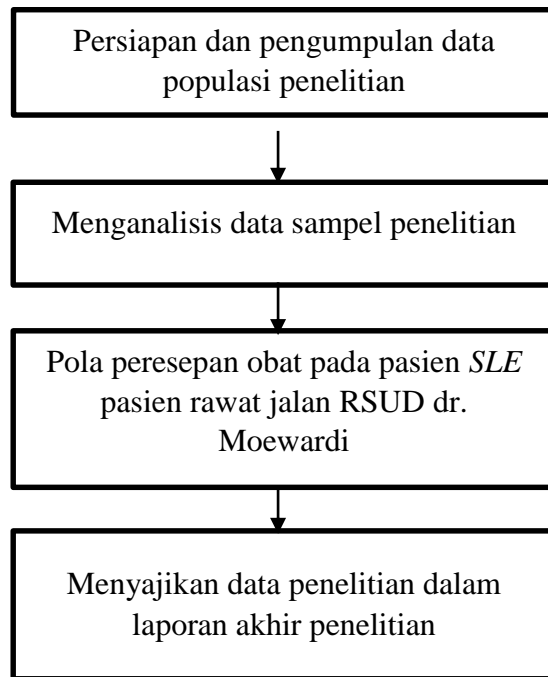 Persiapan dan pengumpulan data
populasi penelitian
Menganalisis data sampel penelitian
Pola peresepan obat pada pasien SLE
pasien rawat jalan RSUD dr.
Moewardi
Menyajikan data penelitian dalam
laporan akhir penelitian